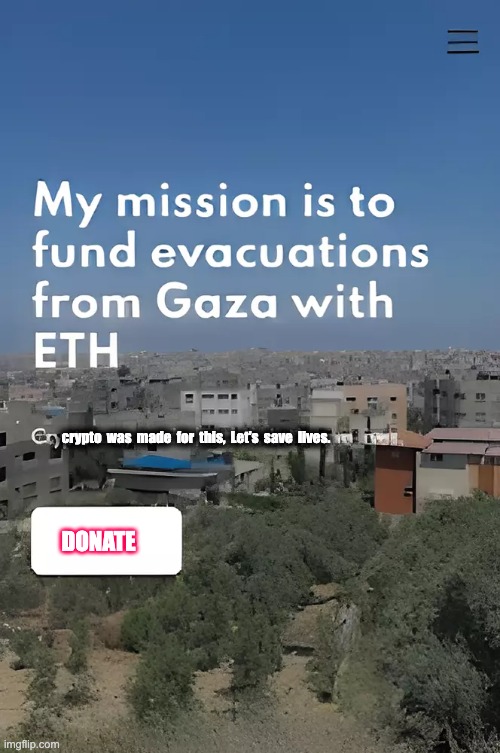 My mission is to
fund evacuations
from Gaza with
ETH
crypto was made for this, Let's save lives.
DONATE
imgflip.com